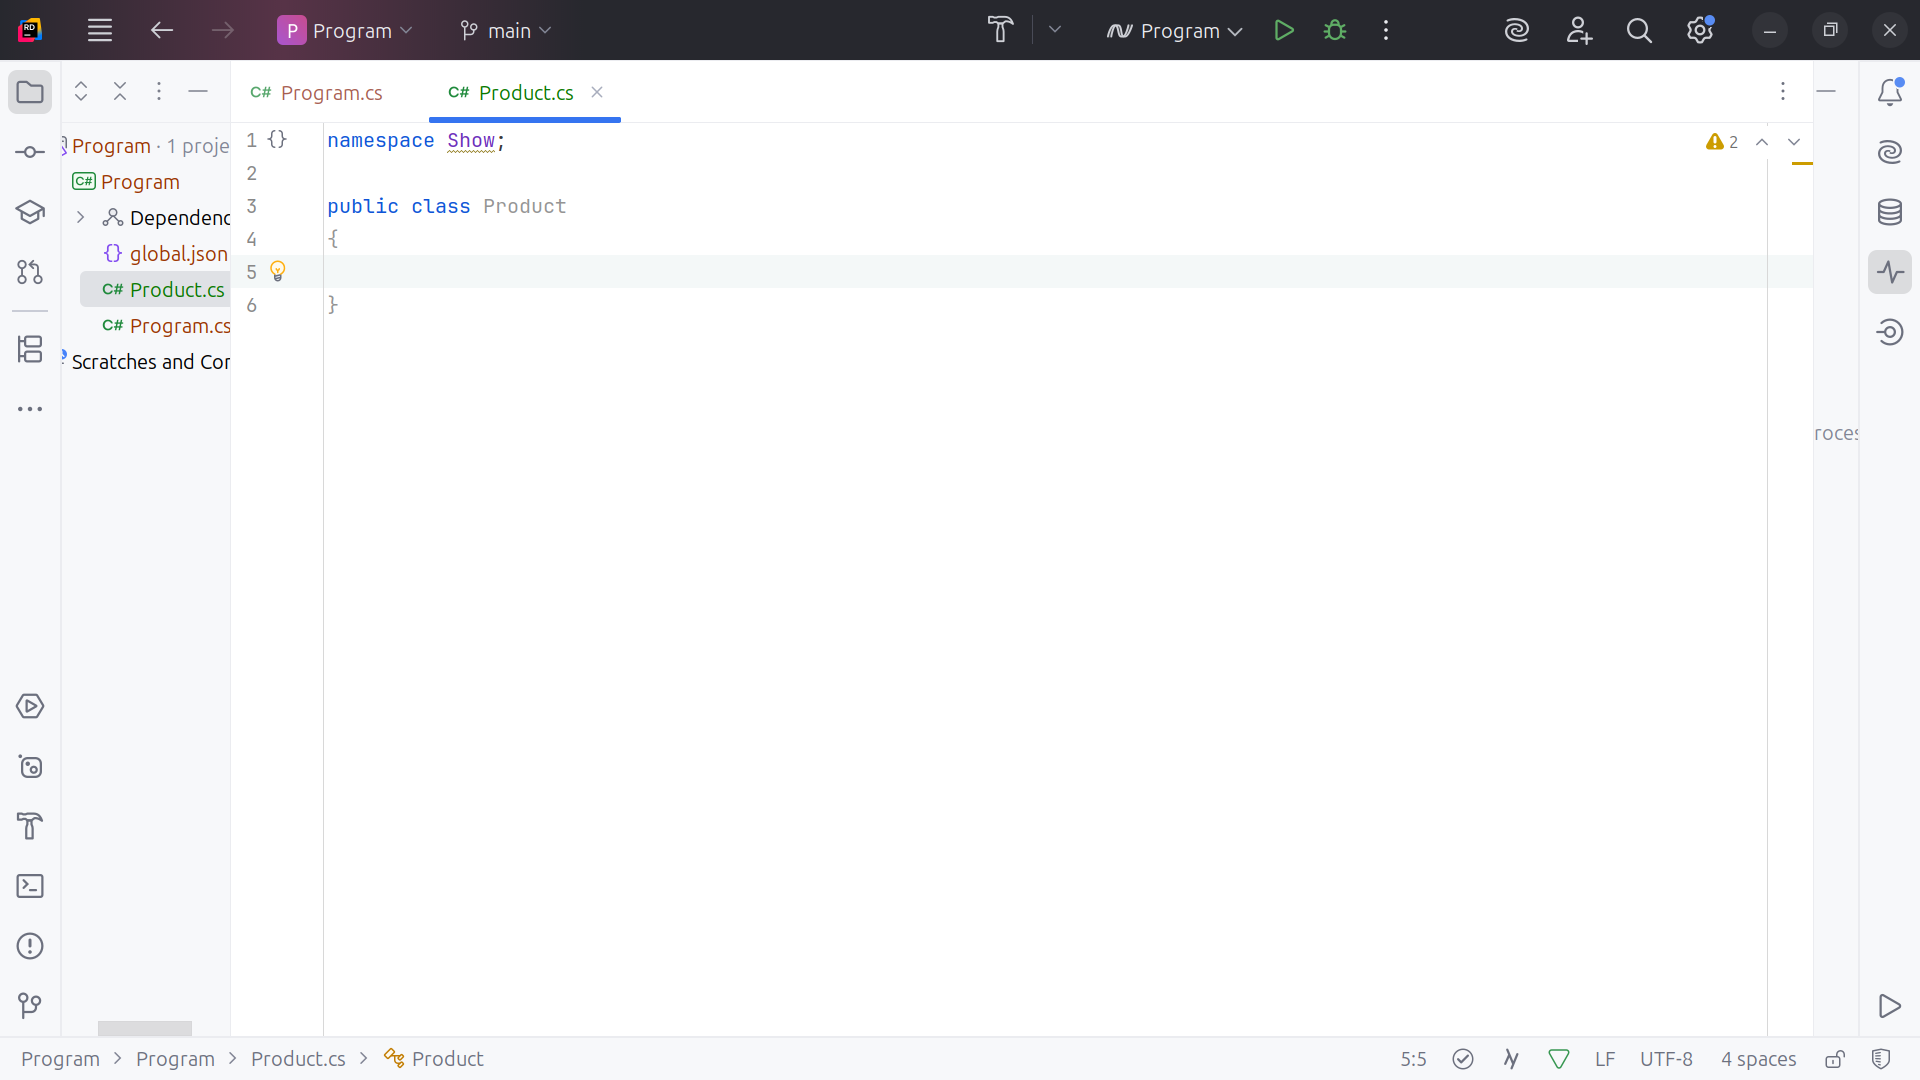 RD
P Program
main
Program
C# Program.cs
C# Product.cs
Program · 1 proje
C# Program
Dependenc
{} global.json
C# Product.cs
C# Program.cs
Scratches and Cor
1 {} namespace Show;
2
3 public class Product
4 {
5
6 }
2
roces
Program > Program > Product.cs > Product
5:5
LF
UTF-8
4 spaces